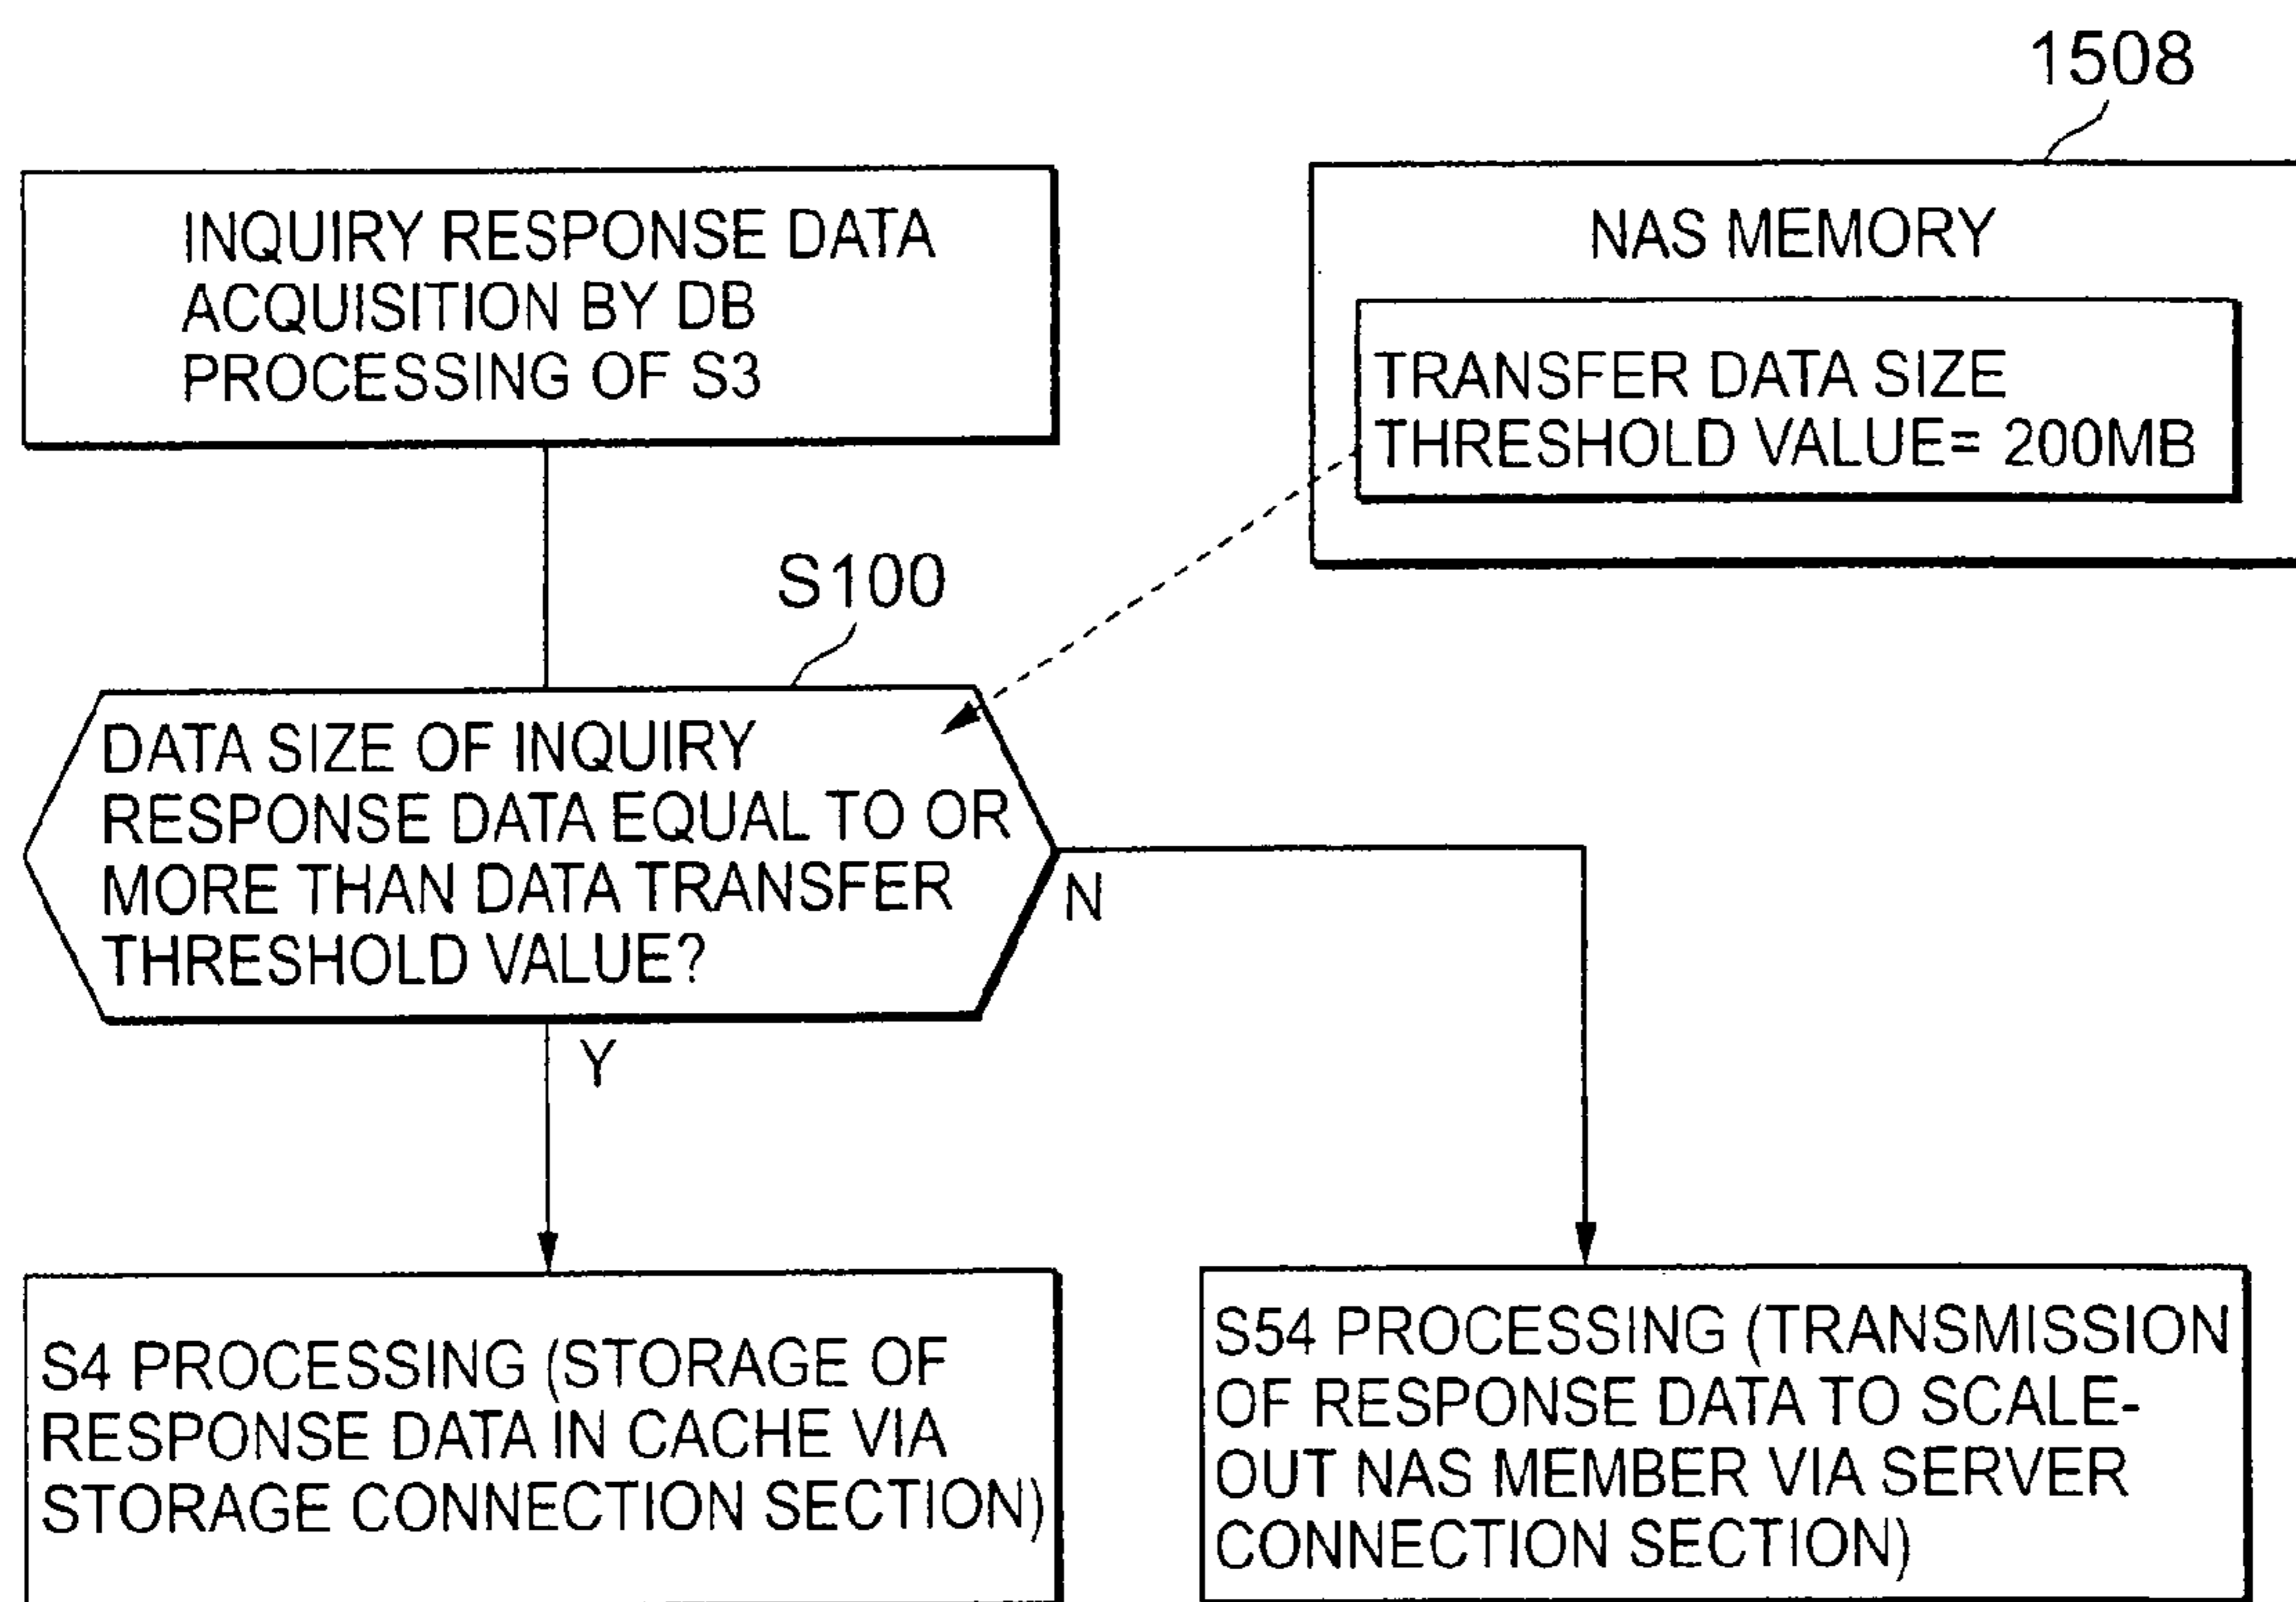 1508
INQUIRY RESPONSE DATA
ACQUISITION BY DB
PROCESSING OF S3
NAS MEMORY
TRANSFER DATA SIZE
THRESHOLD VALUE= 200MB
S100
DATA SIZE OF INQUIRY
RESPONSE DATA EQUAL TO OR
MORE THAN DATA TRANSFER
THRESHOLD VALUE?
N
Y
S4 PROCESSING (STORAGE OF
RESPONSE DATA IN CACHE VIA
STORAGE CONNECTION SECTION)
S54 PROCESSING (TRANSMISSION
OF RESPONSE DATA TO SCALE-
OUT NAS MEMBER VIA SERVER
CONNECTION SECTION)